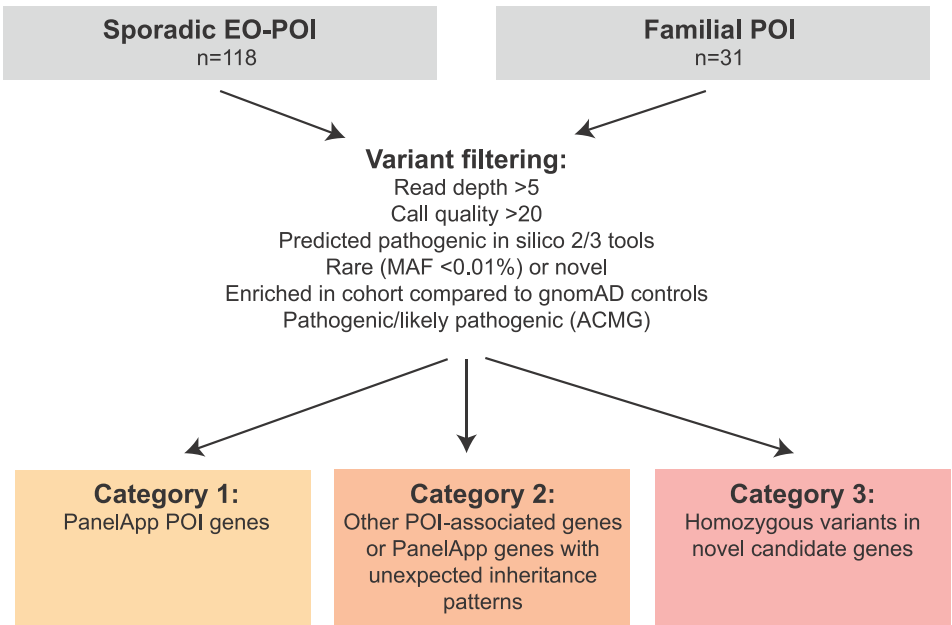 Sporadic EO-POI
n=118
Familial POI
n=31
Variant filtering:
Read depth >5
Call quality >20
Predicted pathogenic in silico 2/3 tools
Rare (MAF <0.01%) or novel
Enriched in cohort compared to gnomAD controls
Pathogenic/likely pathogenic (ACMG)
Category 1:
PanelApp POI genes
Category 2:
Other POI-associated genes
or PanelApp genes with
unexpected inheritance
patterns
Category 3:
Homozygous variants in
novel candidate genes